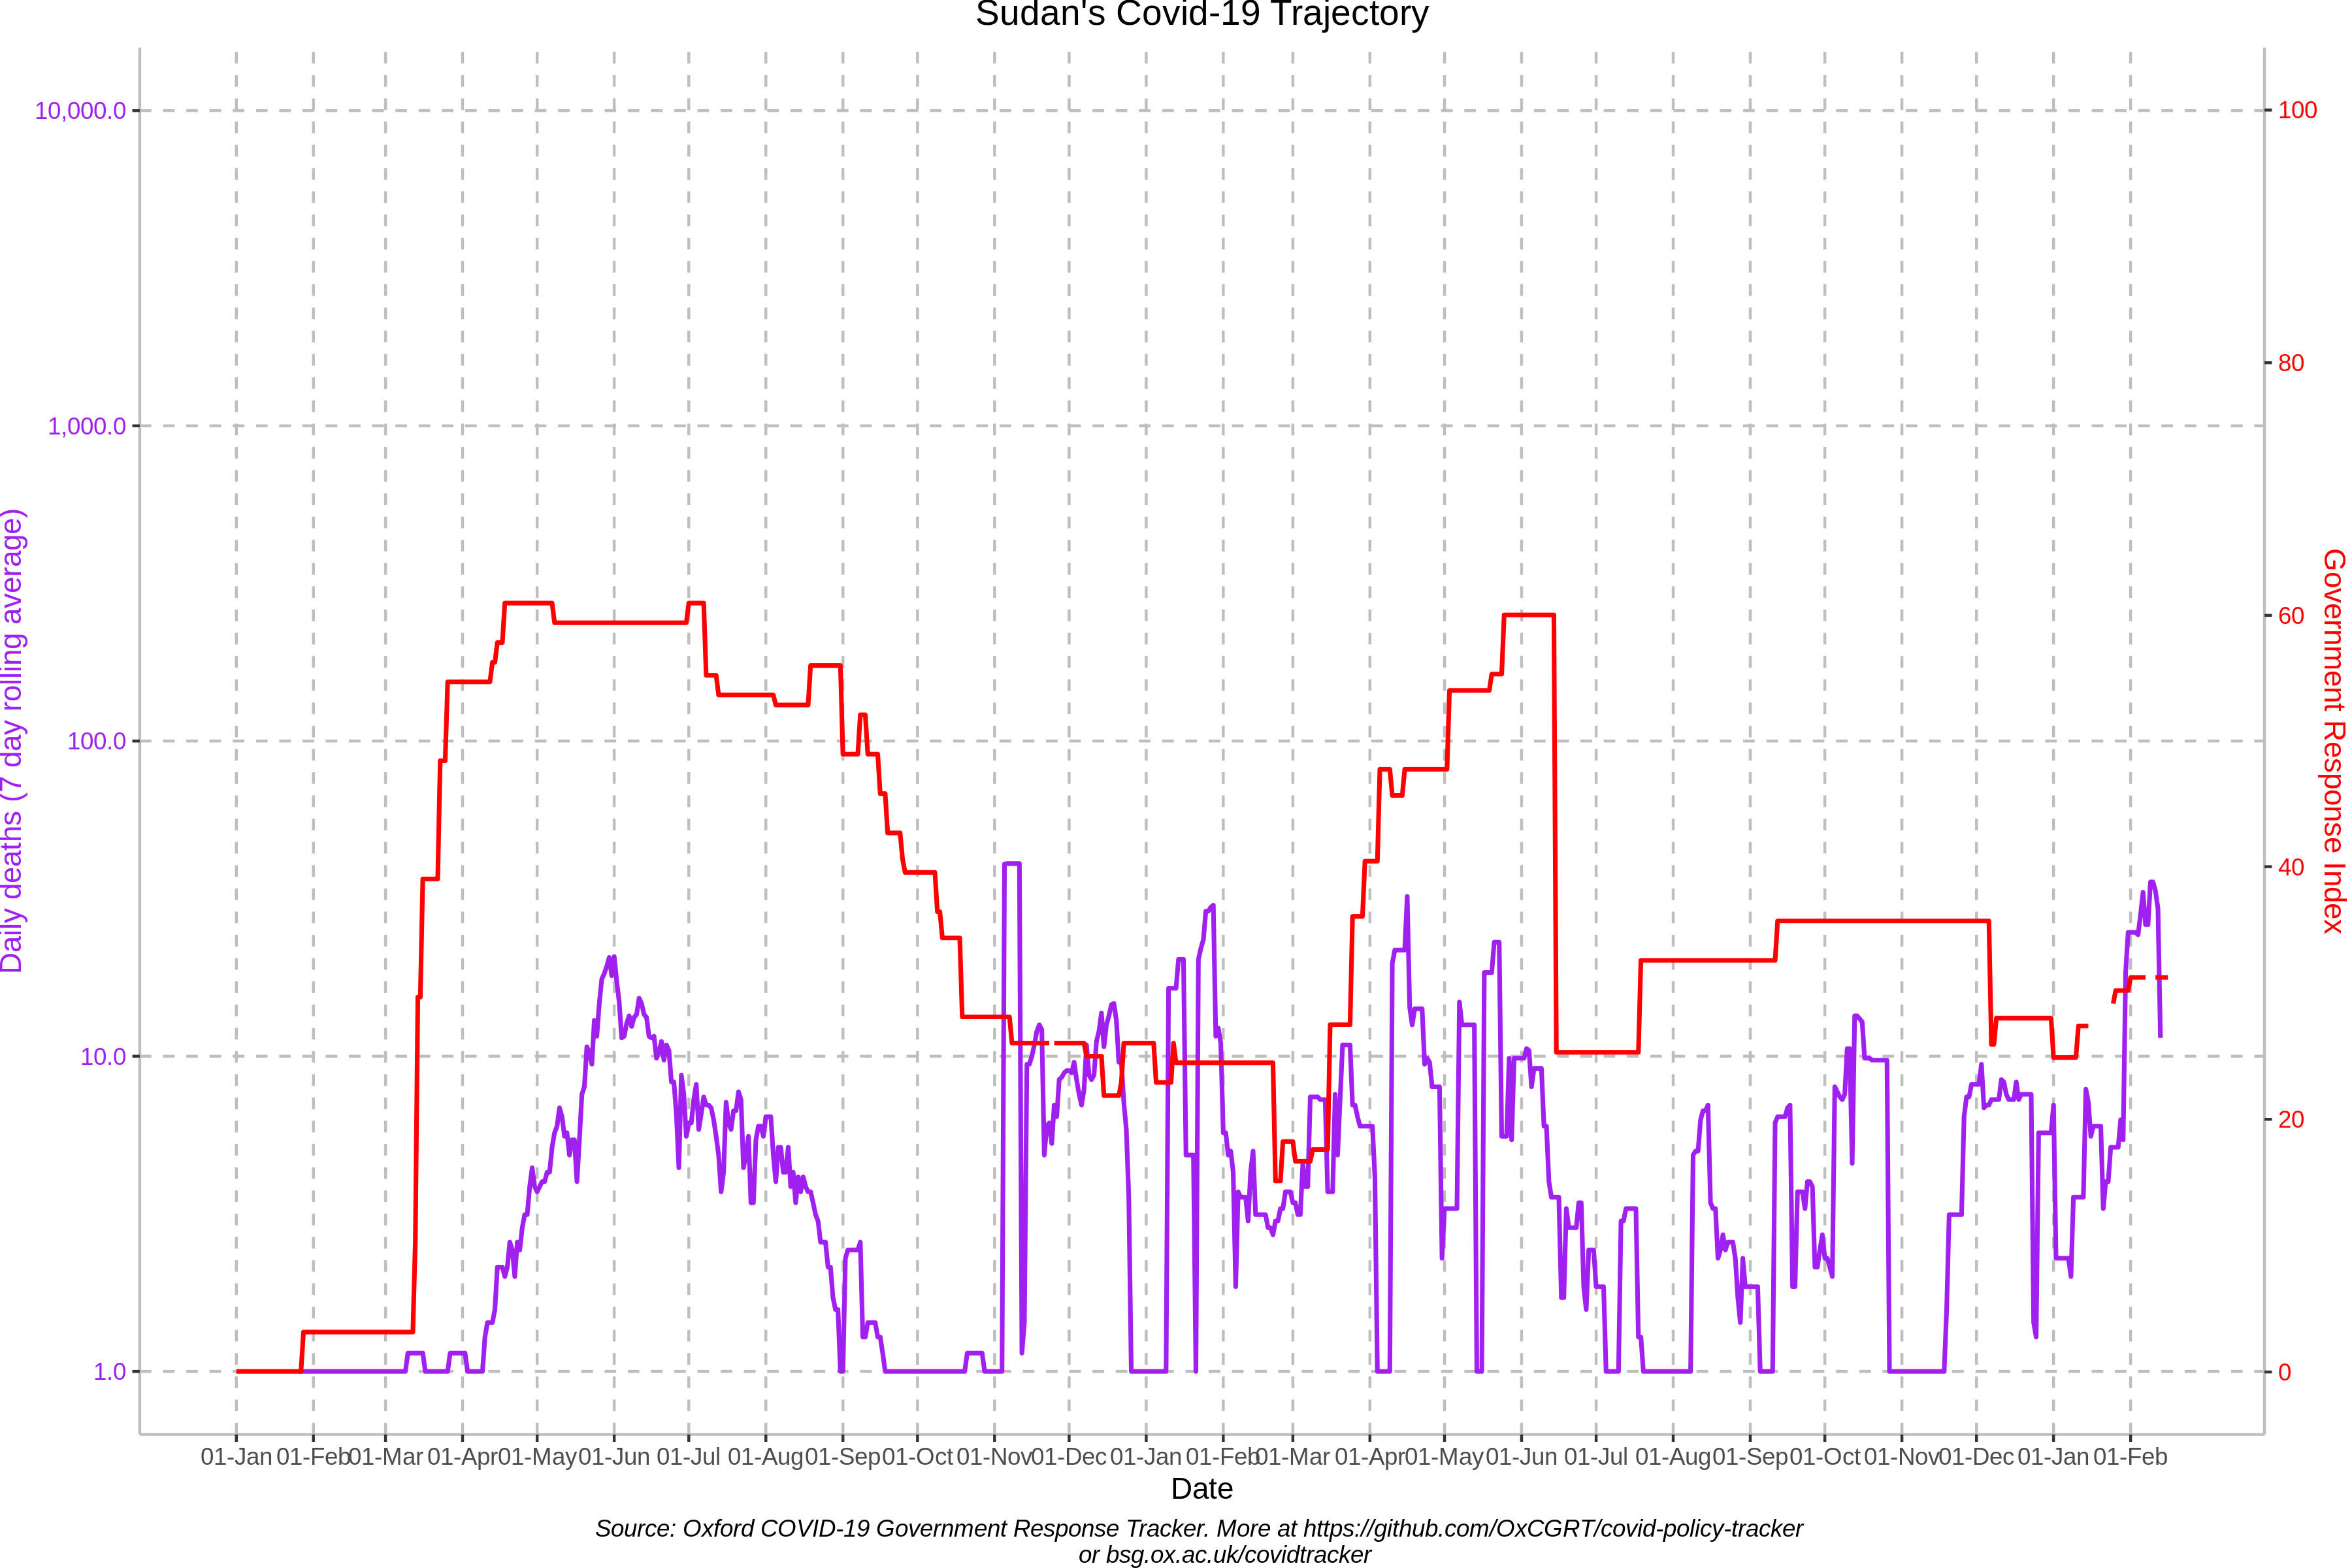 Sudan's Covid-19 Trajectory
10,000.0
1,000.0
100.0
10.0
1.0
Daily deaths (7 day rolling average)
100
80
60
40
20
0
Government Response Index
01-Jan 01-Feb 01-Mar 01-Apr 01-May 01-Jun 01-Jul 01-Aug 01-Sep 01-Oct 01-Nov 01-Dec 01-Jan 01-Feb 01-Mar 01-Apr 01-May 01-Jun 01-Jul 01-Aug 01-Sep 01-Oct 01-Nov 01-Dec 01-Jan 01-Feb
Date
Source: Oxford COVID-19 Government Response Tracker. More at https://github.com/OxCGRT/covid-policy-tracker
or bsg.ox.ac.uk/covidtracker